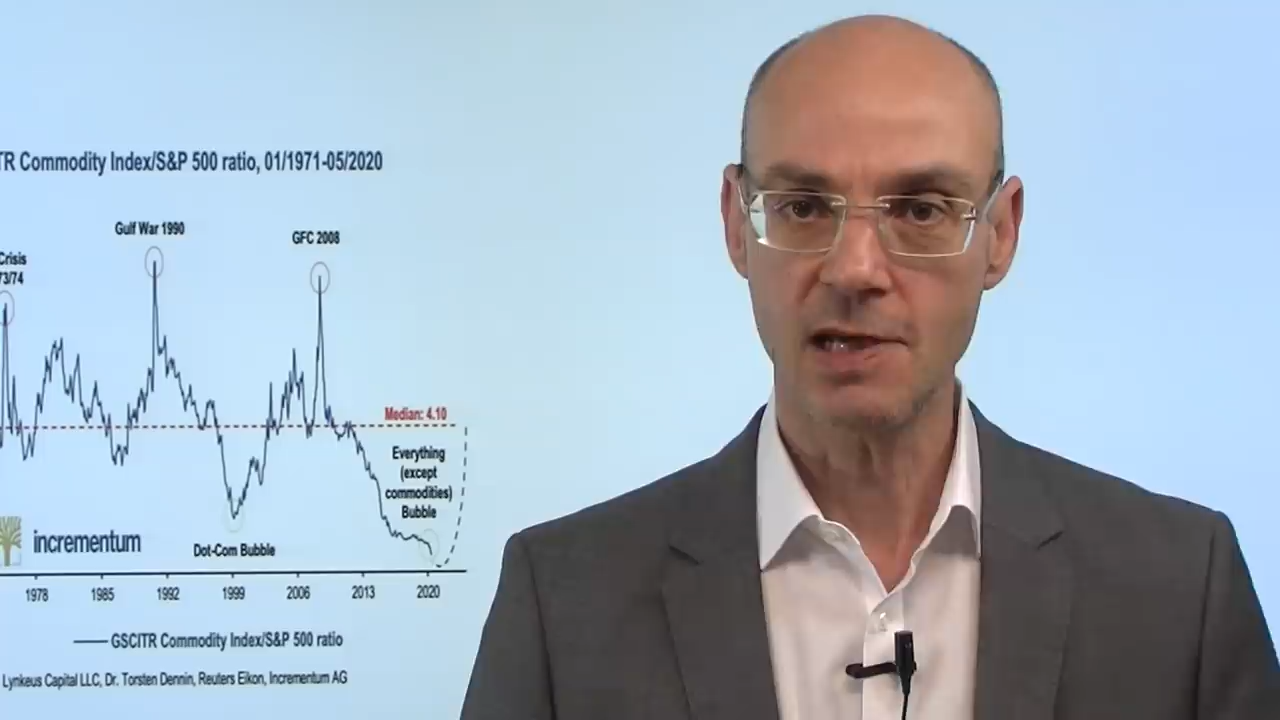 TR Commodity Index/S&P 500 ratio, 01/1971-05/2020
Gulf War 1990
GFC 2008
Crisis
73/74
Median: 4.10
Everything
(except
commodities)
Bubble
incrementum
Dot-Com Bubble
1978 1985 1992 1999 2006 2013 2020
GSCITR Commodity Index/S&P 500 ratio
Lynkeus Capital LLC, Dr. Torsten Dennin, Reuters Eikon, Incrementum AG